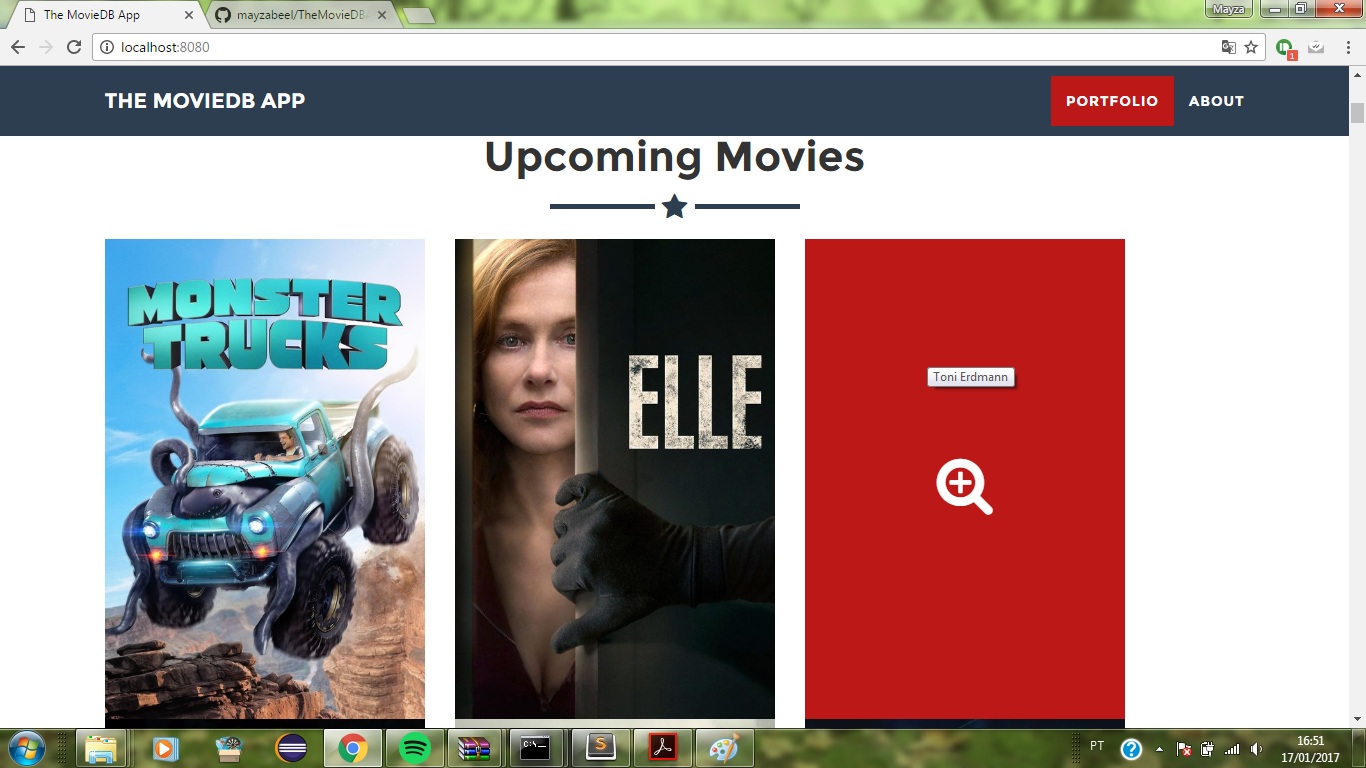 The MovieDB App
mayzabeel/TheMovieDB
Mayza
localhost:8080
1
THE MOVIEDB APP
PORTFOLIO
ABOUT
Upcoming Movies
MONSTER
TRUCKS
ELLE
Toni Erdmann
C:\
S
PT
16:51
17/01/2017